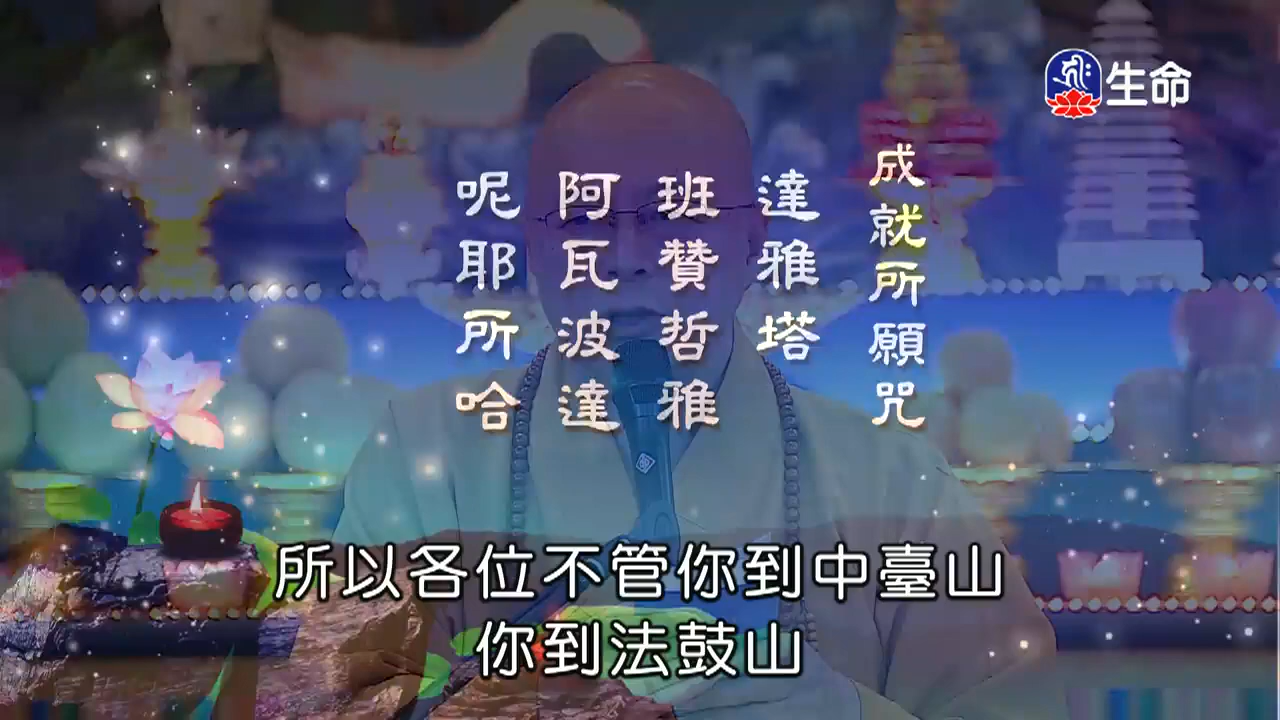 生命
成就所願咒
達雅塔
班贊哲雅
阿瓦波達
呢耶所哈
所以各位不管你到中臺山
你到法鼓山